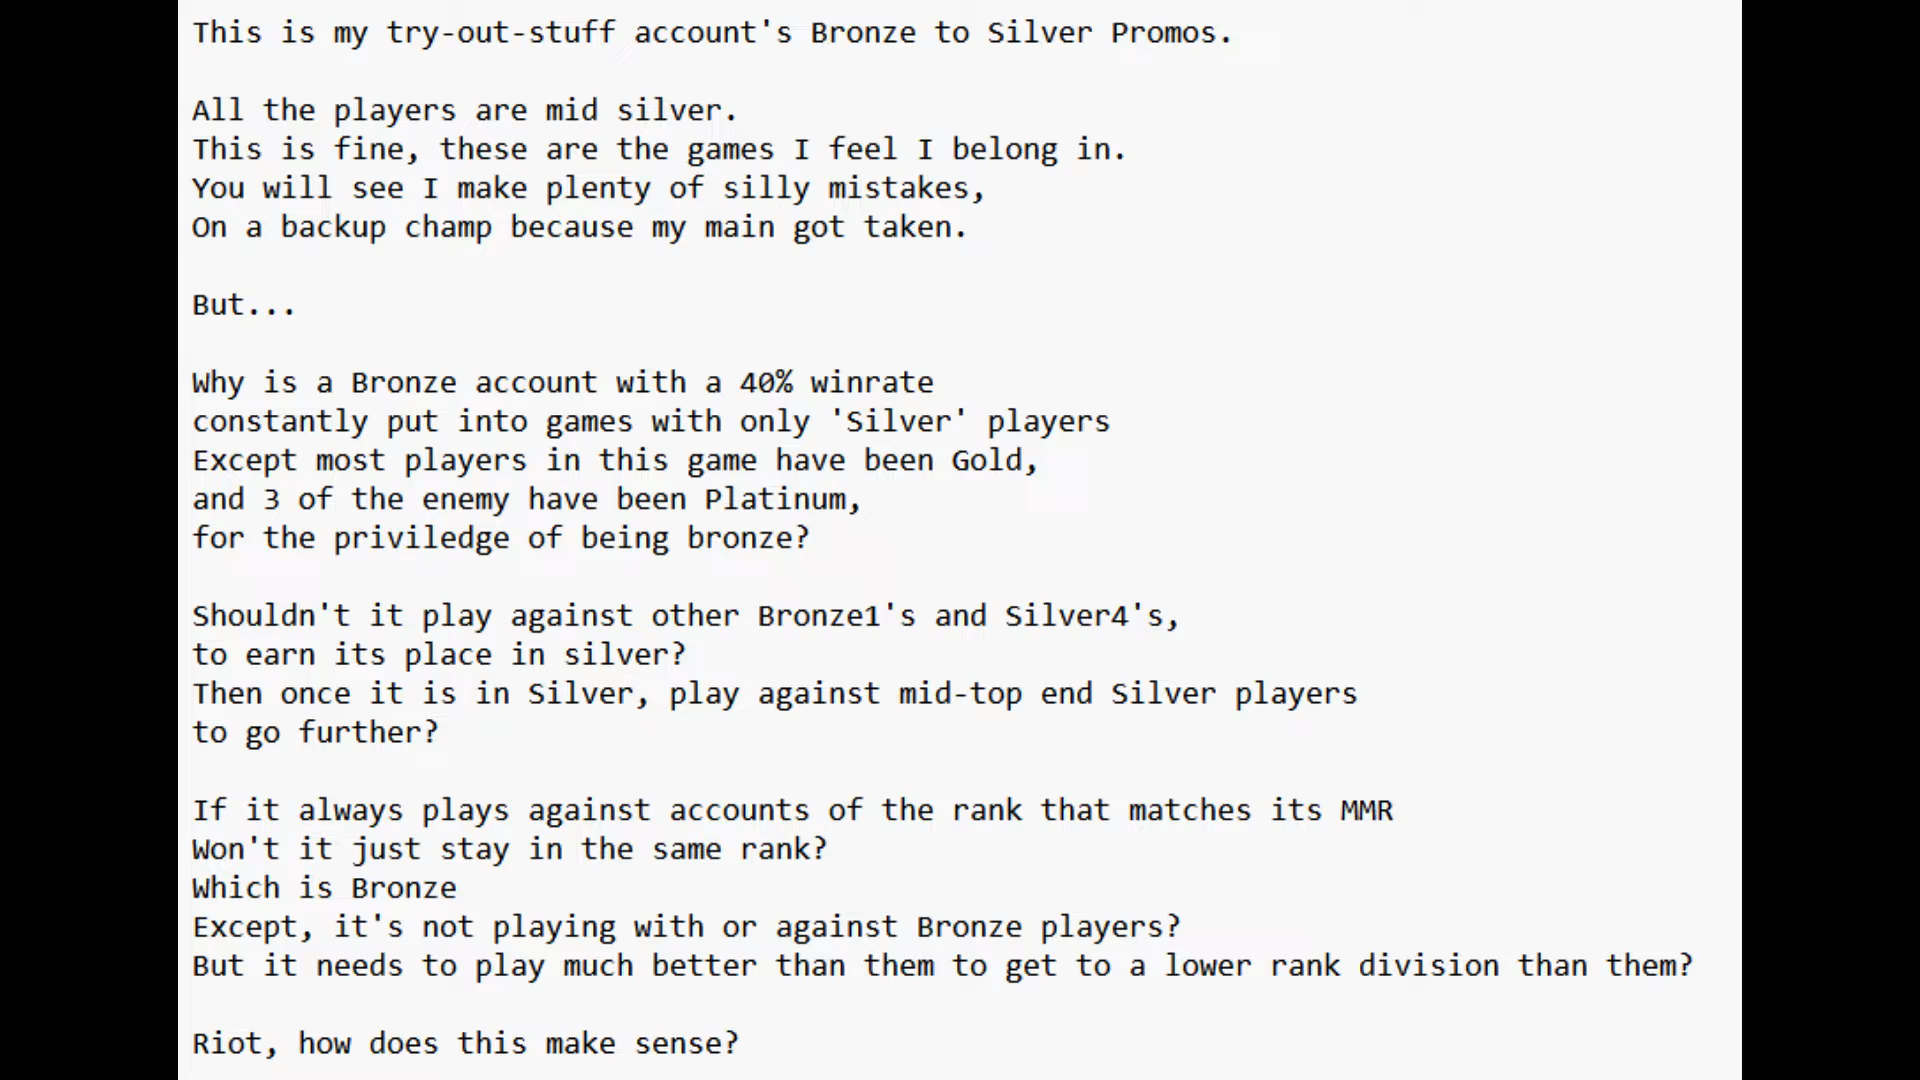 This is my try-out-stuff account's Bronze to Silver Promos.
All the players are mid silver.
This is fine, these are the games I feel I belong in.
You will see I make plenty of silly mistakes,
On a backup champ because my main got taken.
But...
Why is a Bronze account with a 40% winrate
constantly put into games with only 'Silver' players
Except most players in this game have been Gold,
and 3 of the enemy have been Platinum,
for the priviledge of being bronze?
Shouldn't it play against other Bronze1's and Silver4's,
to earn its place in silver?
Then once it is in Silver, play against mid-top end Silver players
to go further?
If it always plays against accounts of the rank that matches its MMR
Won't it just stay in the same rank?
Which is Bronze
Except, it's not playing with or against Bronze players?
But it needs to play much better than them to get to a lower rank division than them?
Riot, how does this make sense?